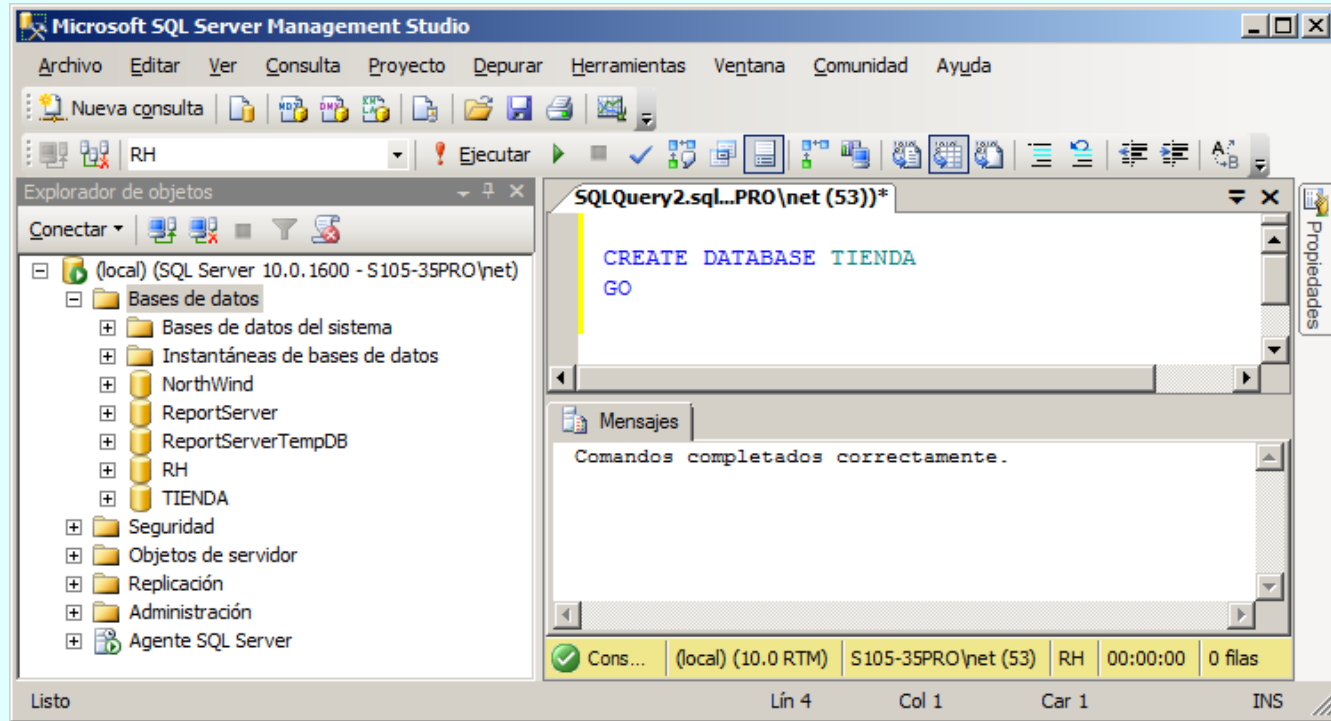 Microsoft SQL Server Management Studio
Archivo Editar Ver Consulta Proyecto Depurar Herramientas Ventana Comunidad Ayuda
Nueva consulta
RH Ejecutar
Explorador de objetos
Conectar
(local) (SQL Server 10.0.1600 - S105-35PRO\net)
Bases de datos
Bases de datos del sistema
Instantáneas de bases de datos
NorthWind
ReportServer
ReportServerTempDB
RH
TIENDA
Seguridad
Objetos de servidor
Replicación
Administración
Agente SQL Server
SQLQuery2.sql...PRO\net (53))*
CREATE DATABASE TIENDA
GO
Mensajes
Comandos completados correctamente.
Cons... (local) (10.0 RTM) S105-35PRO\net (53) RH 00:00:00 0 filas
Propiedades
Listo Lín 4 Col 1 Car 1 INS